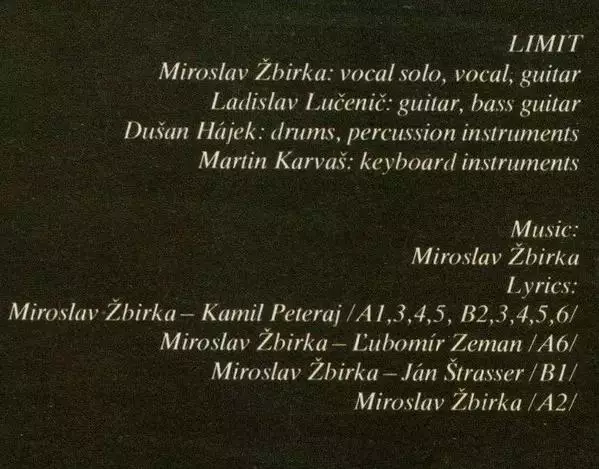 LIMIT
Miroslav Žbirka: vocal solo, vocal, guitar
Ladislav Lučenič: guitar, bass guitar
Dušan Hájek: drums, percussion instruments
Martin Karvaš: keyboard instruments
Music:
Miroslav Žbirka
Lyrics:
Miroslav Žbirka – Kamil Peteraj /A1,3,4,5, B2,3,4,5,6/
Miroslav Žbirka – Ľubomír Zeman /A6/
Miroslav Žbirka – Ján Štrasser /B1/
Miroslav Žbirka /A2/